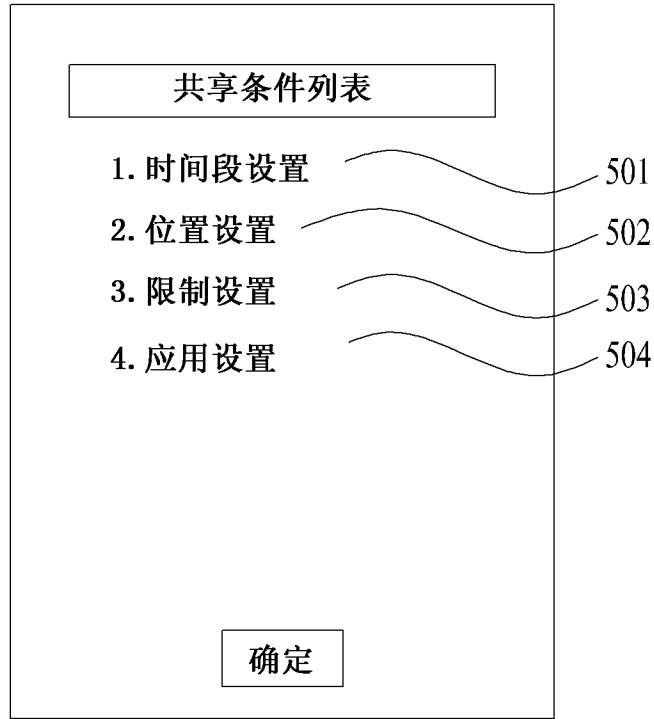 共享条件列表
1.时间段设置
501
2.位置设置
502
3.限制设置
503
4.应用设置
504
确定